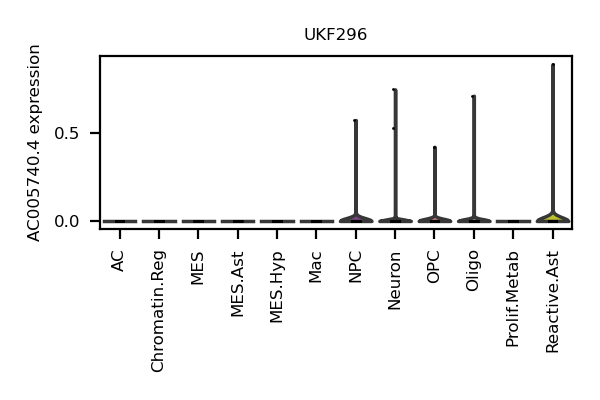 UKF296
AC005740.4 expression
0.5
0.0
AC
Chromatin.Reg
MES
MES.Ast
MES.Hyp
Mac
NPC
Neuron
OPC
Oligo
Prolif.Metab
Reactive.Ast